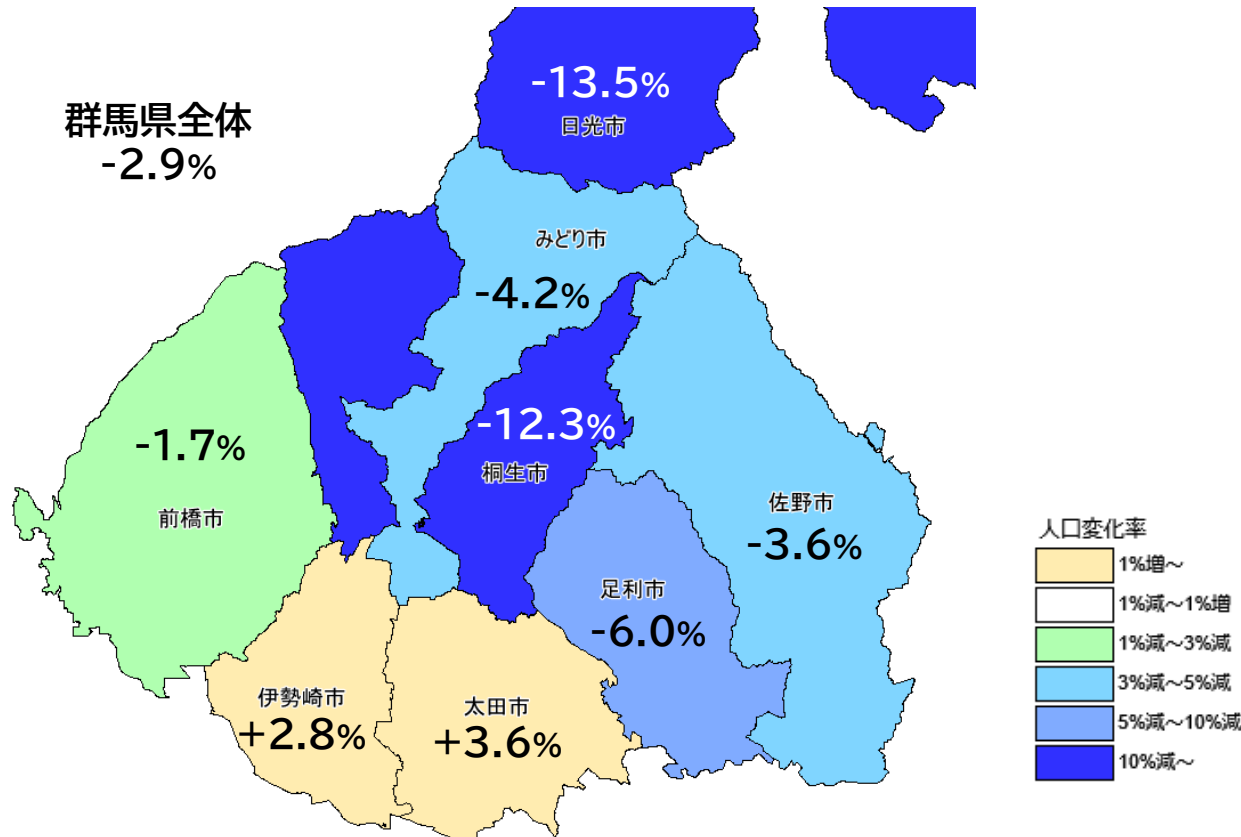 群馬県全体
-2.9%
-13.5%
日光市
みどり市
-4.2%
-1.7%
前橋市
-12.3%
桐生市
佐野市
-3.6%
足利市
-6.0%
伊勢崎市
+2.8%
太田市
+3.6%
人口変化率
1%増～
1%減～1%増
1%減～3%減
3%減～5%減
5%減～10%減
10%減～